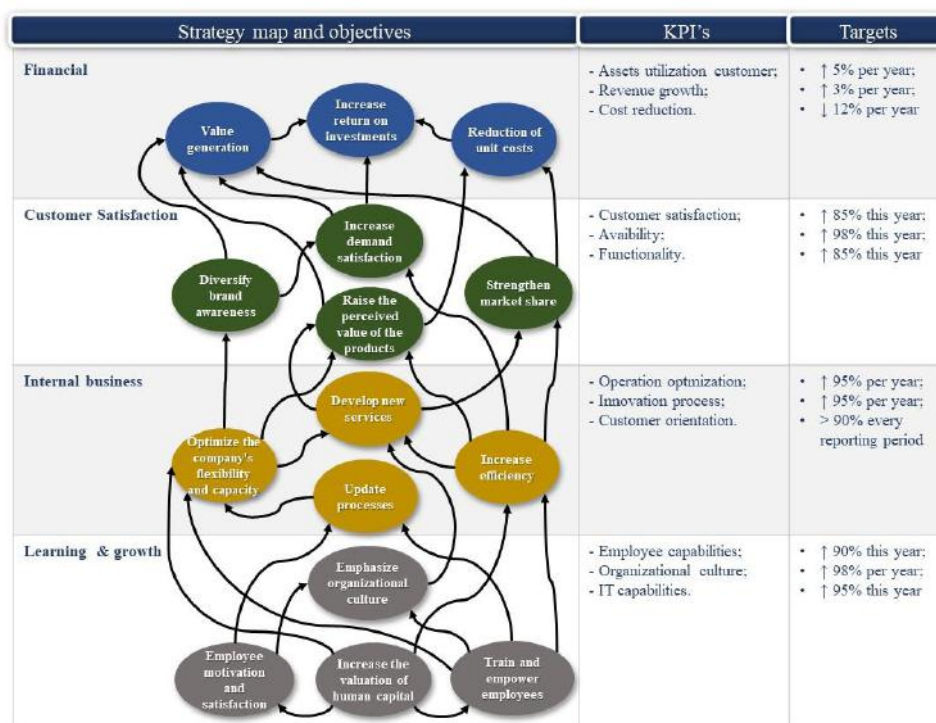 Strategy map and objectives
KPI's
Targets
Financial
Value
generation
Increase
return on
investments
Reduction of
unit costs
- Assets utilization customer;
- Revenue growth;
- Cost reduction.
• ↑ 5% per year;
• ↑ 3% per year;
• ↓ 12% per year
Customer Satisfaction
Increase
demand
satisfaction
Diversify
brand
awareness
Strengthen
market share
Raise the
perceived
value of the
products
- Customer satisfaction;
- Avaibility;
- Functionality.
• ↑ 85% this year;
• ↑ 98% this year;
• ↑ 85% this year
Internal business
Develop new
services
Optimize the
company's
flexibility
and capacity
Increase
efficiency
Update
processes
- Operation optmization;
- Innovation process;
- Customer orientation.
• ↑ 95% per year;
• ↑ 95% per year;
• > 90% every
reporting period
Learning & growth
Emphasize
organizational
culture
Employee
motivation
and
satisfaction
Increase the
valuation of
human capital
Train and
empower
employees
- Employee capabilities;
- Organizational culture;
- IT capabilities.
• ↑ 90% this year;
• ↑ 98% per year;
• ↑ 95% this year